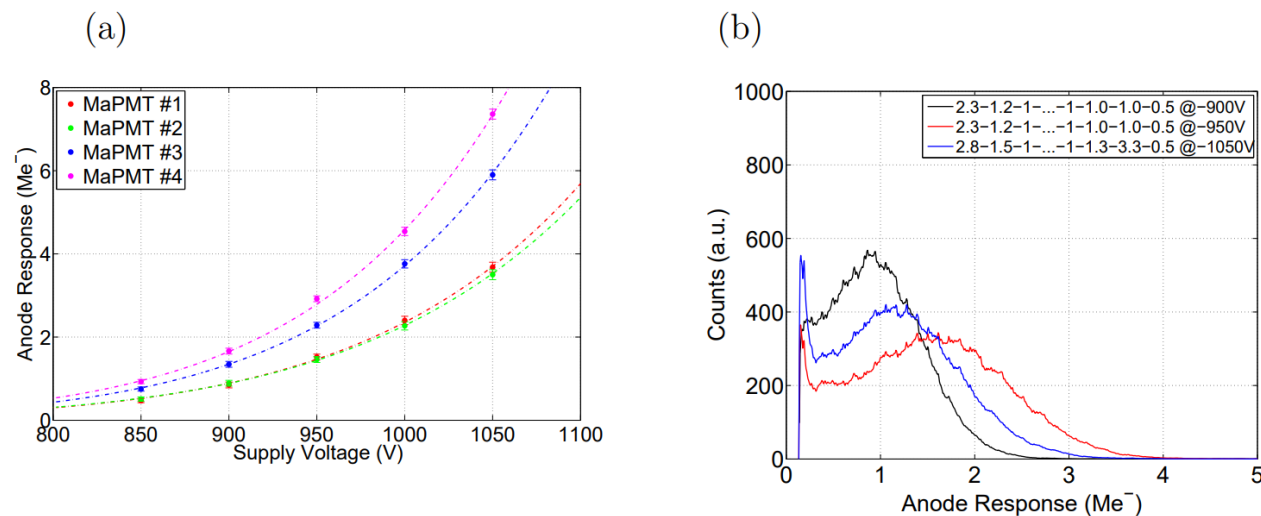 (a)
8
6
4
2
0
Anode Response (Me⁻)
MaPMT #1
MaPMT #2
MaPMT #3
MaPMT #4
800 850 900 950 1000 1050 1100
Supply Voltage (V)
(b)
1000
800
600
400
200
0
Counts (a.u.)
2.3−1.2−1−...−1−1.0−1.0−0.5 @−900V
2.3−1.2−1−...−1−1.0−1.0−0.5 @−950V
2.8−1.5−1−...−1−1.3−3.3−0.5 @−1050V
0 1 2 3 4 5
Anode Response (Me⁻)